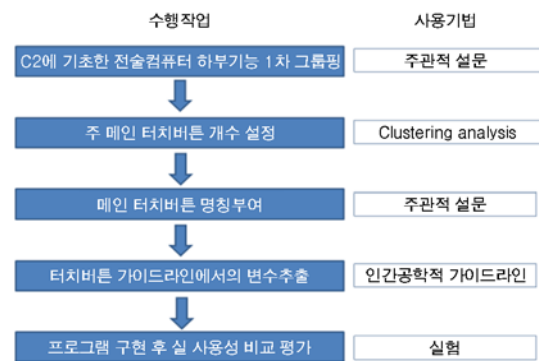 수행작업 사용기법
C2에 기초한 전술컴퓨터 하부기능 1차 그룹핑 주관적 설문
주 메인 터치버튼 개수 설정 Clustering analysis
메인 터치버튼 명칭부여 주관적 설문
터치버튼 가이드라인에서의 변수추출 인간공학적 가이드라인
프로그램 구현 후 실 사용성 비교 평가 실험